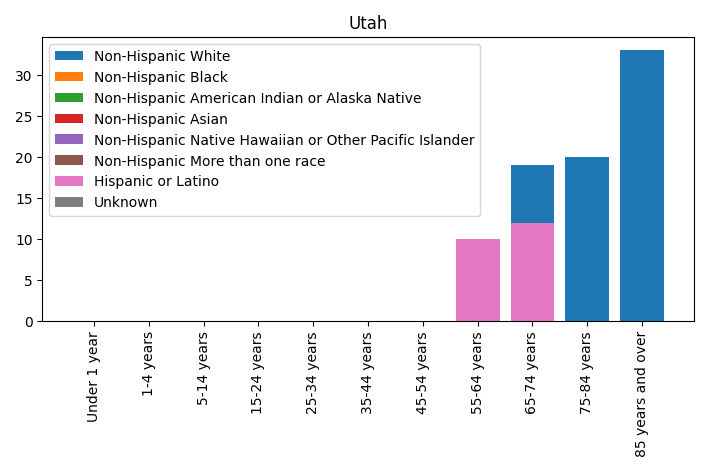 Utah
Non-Hispanic White
Non-Hispanic Black
Non-Hispanic American Indian or Alaska Native
Non-Hispanic Asian
Non-Hispanic Native Hawaiian or Other Pacific Islander
Non-Hispanic More than one race
Hispanic or Latino
Unknown
30
25
20
15
10
5
0
Under 1 year
1-4 years
5-14 years
15-24 years
25-34 years
35-44 years
45-54 years
55-64 years
65-74 years
75-84 years
85 years and over